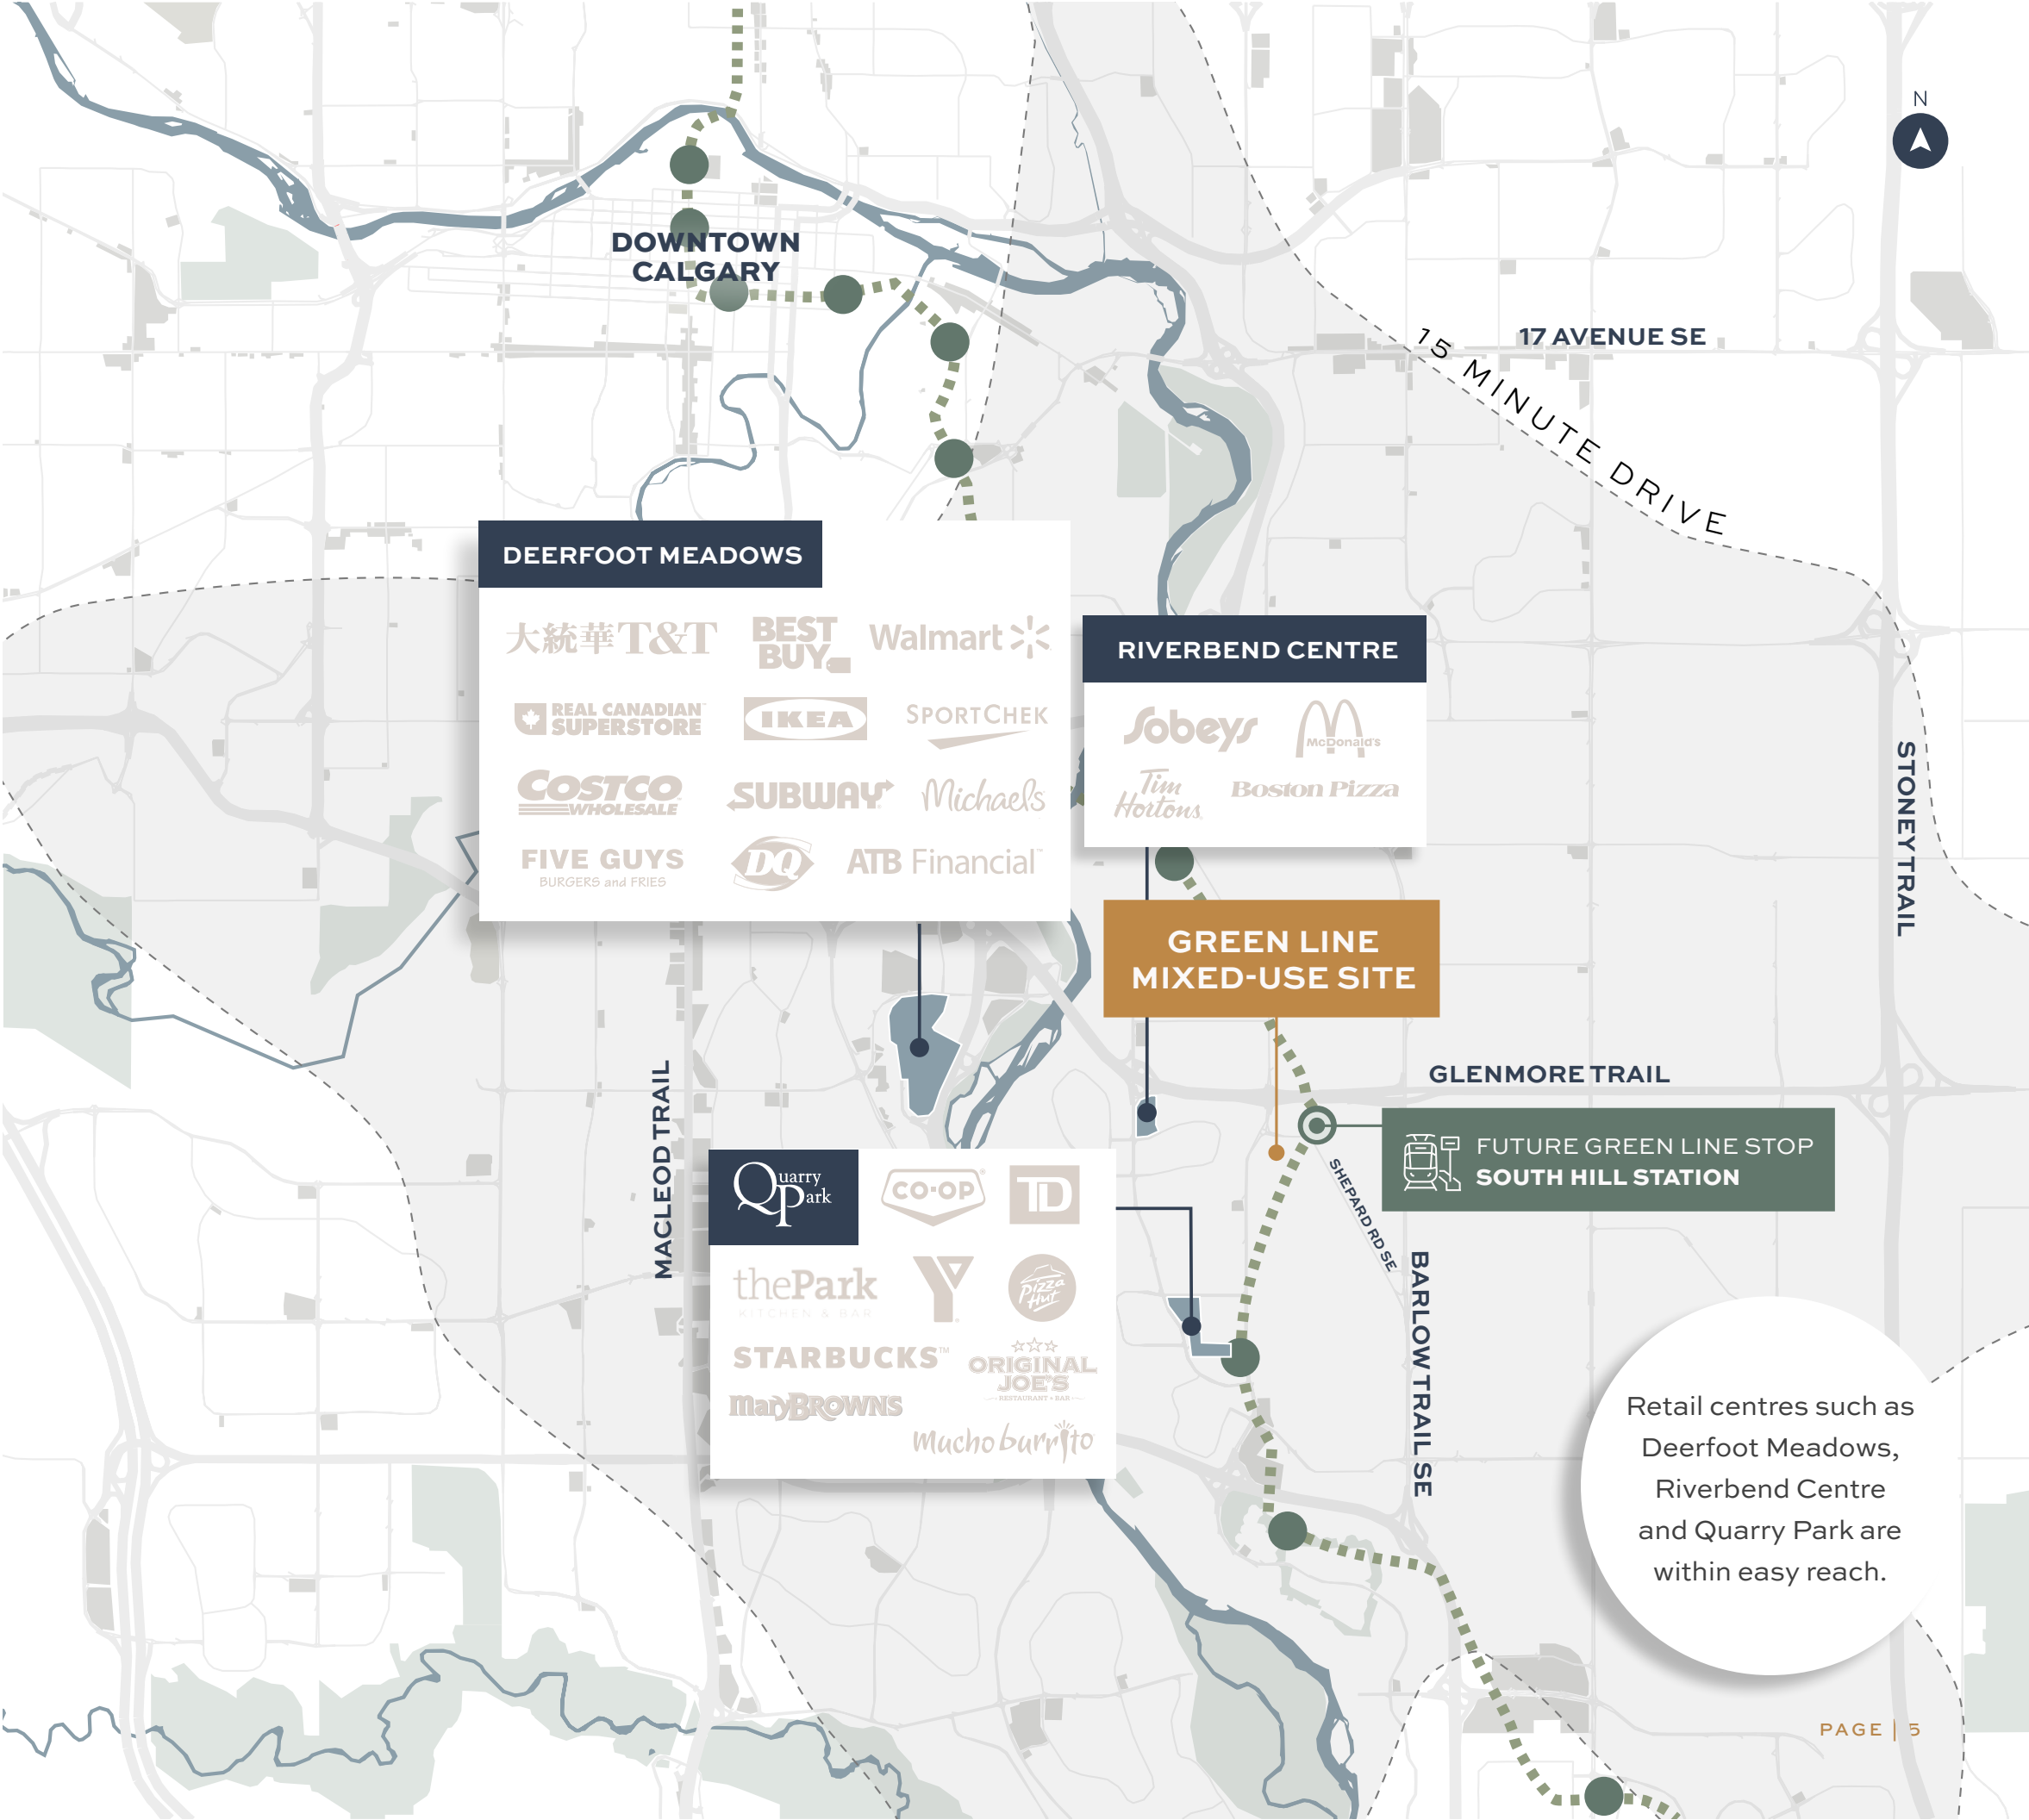 N
DOWNTOWN
CALGARY
17 AVENUE SE
15 MINUTE DRIVE
DEERFOOT MEADOWS
大統華T&T
BEST
BUY
Walmart
REAL CANADIAN™
SUPERSTORE
IKEA
SPORTCHEK
COSTCO
WHOLESALE
SUBWAY
Michaels
FIVE GUYS
BURGERS and FRIES
DQ
ATB Financial™
RIVERBEND CENTRE
Sobeys
McDonald's
Tim
Hortons
Boston Pizza
STONEY TRAIL
GREEN LINE
MIXED-USE SITE
GLENMORE TRAIL
FUTURE GREEN LINE STOP
SOUTH HILL STATION
SHEPARD RD SE
MACLEOD TRAIL
BARLOW TRAIL SE
Quarry
Park
CO-OP®
TD
thePark
KITCHEN & BAR
Y
Pizza
Hut
STARBUCKS™
ORIGINAL
JOE'S
RESTAURANT + BAR
MaryBROWNS
mucho burrito
Retail centres such as
Deerfoot Meadows,
Riverbend Centre
and Quarry Park are
within easy reach.
PAGE | 5